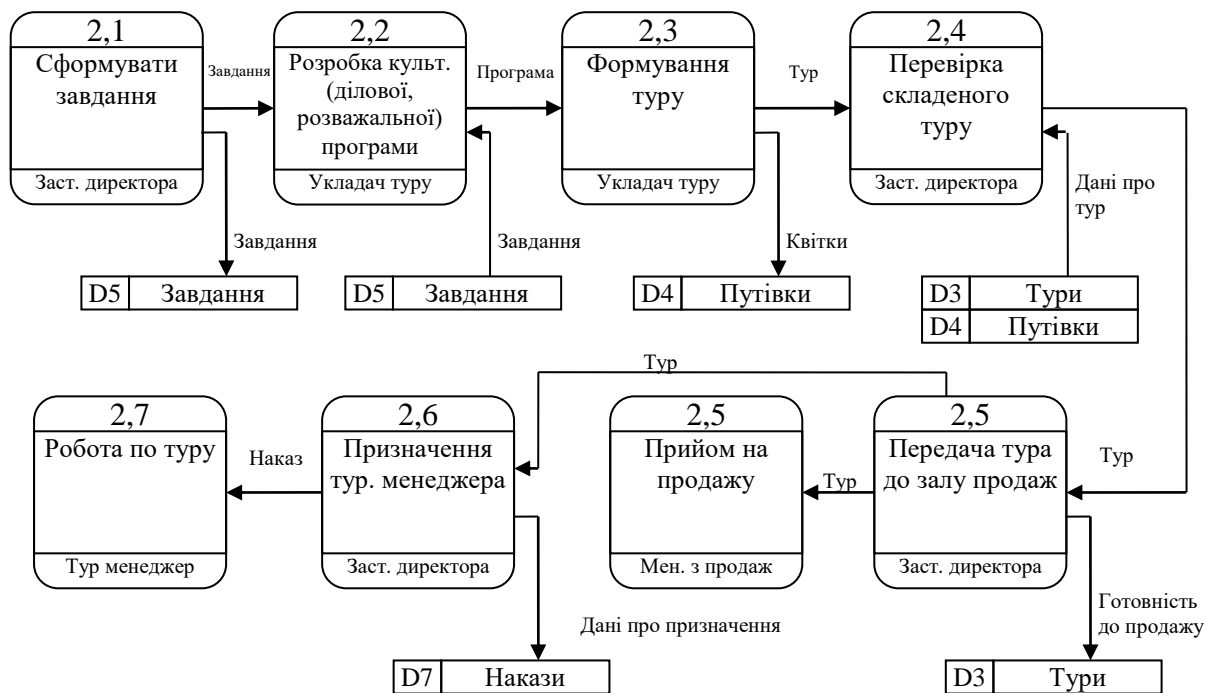 2,1
Сформувати
завдання
Заст. директора
Завдання
2,2
Розробка культ.
(ділової,
розважальної)
програми
Укладач туру
Програма
2,3
Формування
туру
Укладач туру
Тур
2,4
Перевірка
складеного
туру
Заст. директора
Завдання
Завдання
Квітки
Дані про
тур
D5 Завдання
D5 Завдання
D4 Путівки
D3 Тури
D4 Путівки
Тур
2,7
Робота по туру
Тур менеджер
Наказ
2,6
Призначення
тур. менеджера
Заст. директора
2,5
Прийом на
продажу
Мен. з продаж
Тур
2,5
Передача тура
до залу продаж
Заст. директора
Тур
Дані про призначення
Готовність
до продажу
D7 Накази
D3 Тури